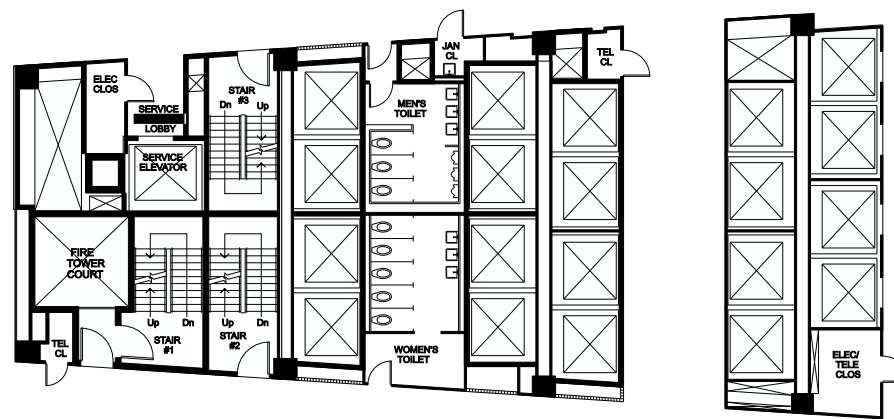 JAN
CL
TEL
CL
ELEC
CLOS
STAIR
#3
Dn Up
SERVICE
LOBBY
MEN'S
TOILET
SERVICE
ELEVATOR
FIRE
TOWER
COURT
Up Dn
Up Dn
TEL
CL
STAIR
#1
STAIR
#2
WOMEN'S
TOILET
ELEC/
TELE
CLOS